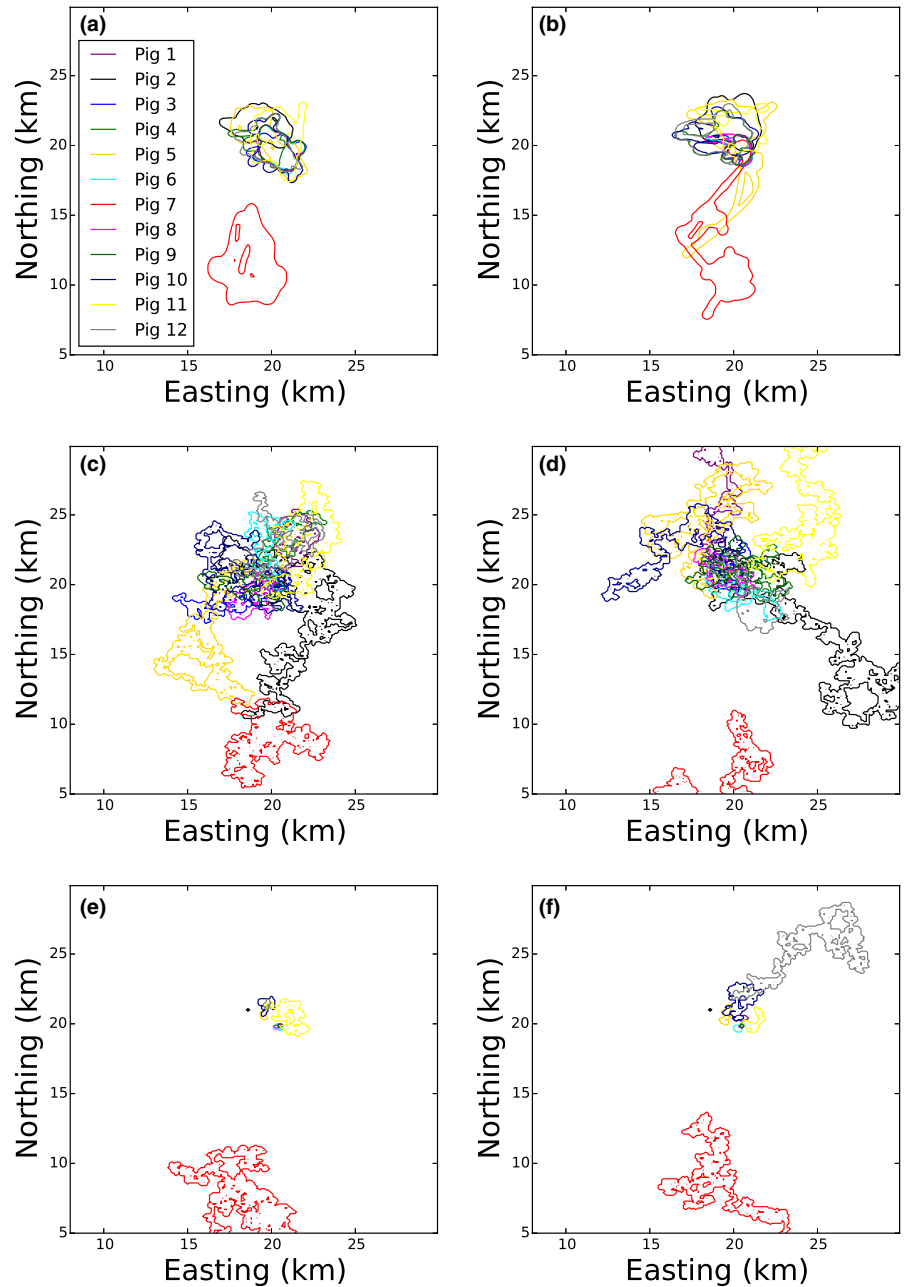 (a)
Pig 1
Pig 2
Pig 3
Pig 4
Pig 5
Pig 6
Pig 7
Pig 8
Pig 9
Pig 10
Pig 11
Pig 12
25
20
15
10
5
Northing (km)
10 15 20 25
Easting (km)
(b)
25
20
15
10
5
Northing (km)
10 15 20 25
Easting (km)
(c)
25
20
15
10
5
Northing (km)
10 15 20 25
Easting (km)
(d)
25
20
15
10
5
Northing (km)
10 15 20 25
Easting (km)
(e)
25
20
15
10
5
Northing (km)
10 15 20 25
Easting (km)
(f)
25
20
15
10
5
Northing (km)
10 15 20 25
Easting (km)